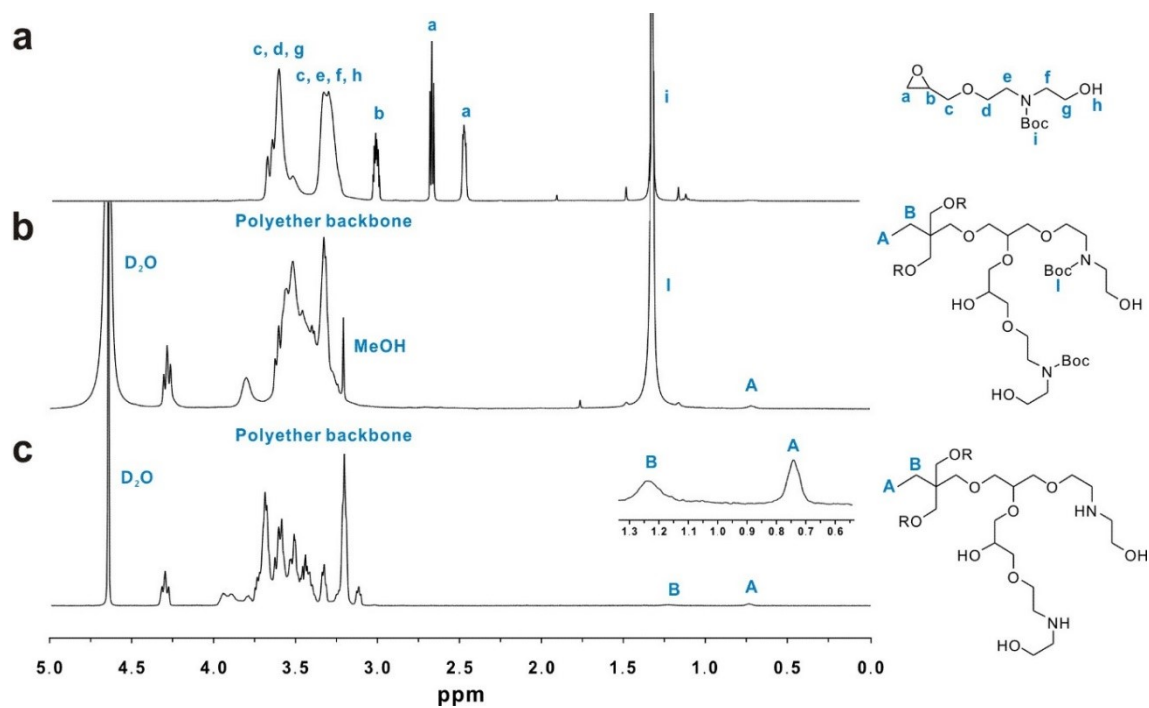 a
c, d, g
c, e, f, h
b
a
a
i
O
a
b
c
O
d
e
N
Boc
i
f
g
OH
h
b
D2O
Polyether backbone
MeOH
I
A
A
B
OR
RO
O
O
O
HO
O
Boc
I
N
OH
N
Boc
HO
c
D2O
Polyether backbone
B
A
1.3 1.2 1.1 1.0 0.9 0.8 0.7 0.6
B
A
A
B
OR
RO
O
O
O
HO
O
HN
OH
NH
HO
5.0 4.5 4.0 3.5 3.0 2.5 2.0 1.5 1.0 0.5 0.0
ppm